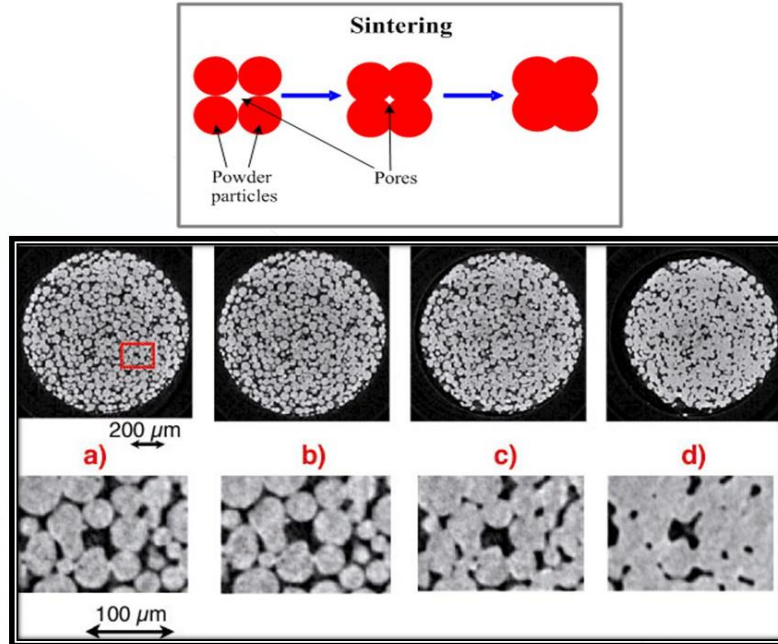 Sintering
Powder
particles
Pores
200 µm
a)
b)
c)
d)
100 µm